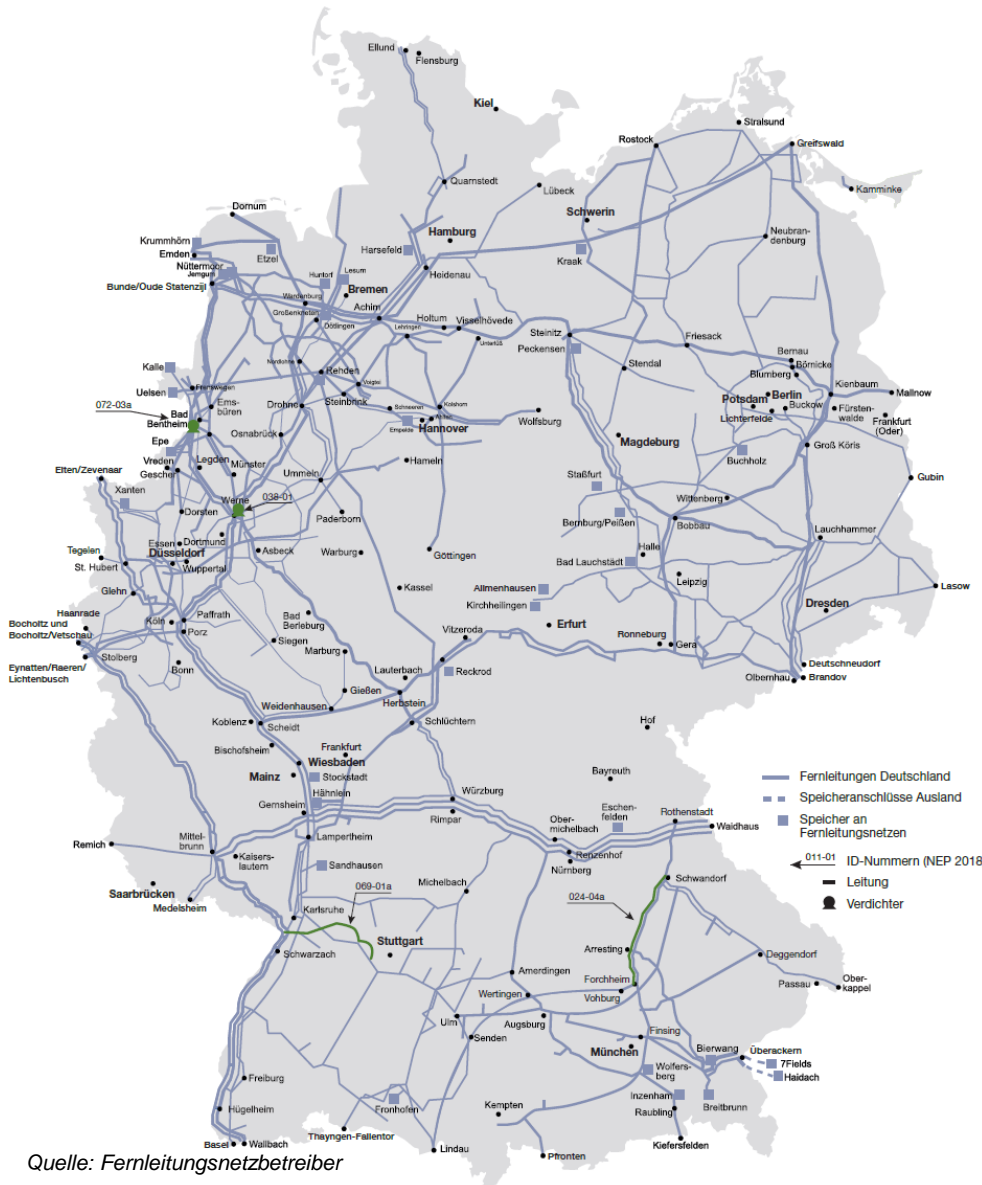 Ellund
Flensburg
Kiel
Stralsund
Rostock
Greifswald
Quarnstedt
Lübeck
Kamminke
Dornum
Schwerin
Hamburg
Neubran-
denburg
Krummhörn
Emden
Etzel
Harsefeld
Kraak
Nüttermoor
Jemgum
Huntorf
Lesum
Heidenau
Bunde/Oude Statenzijl
Bremen
Wardenburg
Achim
Großenkneten
Döttingen
Holtum
Visselhövede
Lehringen
Unterlüß
Steinitz
Peckensen
Friesack
Bernau
Börnicke
Blumberg
Kalle
Nordlohne
Rehden
Voigtei
Stendal
Kienbaum
Mallnow
Uelsen
Frenswegen
Ems-
büren
Drohne
Steinbrink
Schneeren
Kolshorn
Ahlten
Wolfsburg
Potsdam
Berlin
Buckow
Lichterfelde
Fürsten-
walde
Frankfurt
(Oder)
072-03a
Bad
Bentheim
Empelde
Hannover
Magdeburg
Osnabrück
Groß Köris
Epe
Vreden
Legden
Münster
Gescher
Hameln
Buchholz
Elten/Zevenaar
Ummeln
Staßfurt
Gubin
Xanten
Werne
038-01
Wittenberg
Dorsten
Paderborn
Bernburg/Peißen
Bobbau
Essen
Dortmund
Lauchhammer
Düsseldorf
Asbeck
Warburg
Göttingen
Halle
Tegelen
St. Hubert
Wuppertal
Bad Lauchstädt
Leipzig
Glehn
Kassel
Allmenhausen
Kirchheilingen
Lasow
Haanrade
Dresden
Bocholtz und
Bocholtz/Vetschau
Köln
Paffrath
Porz
Bad
Berleburg
Siegen
Marburg
Vitzeroda
Erfurt
Ronneburg
Gera
Stolberg
Eynatten/Raeren/
Lichtenbusch
Bonn
Lauterbach
Reckrod
Deutschneudorf
Olbernhau
Brandov
Gießen
Herbstein
Weidenhausen
Koblenz
Scheidt
Schlüchtern
Hof
Bischofsheim
Frankfurt
Wiesbaden
Mainz
Stockstadt
Bayreuth
Hähnlein
Würzburg
Gernsheim
Rimpar
Eschen-
felden
Rothenstadt
Waidhaus
Ober-
michelbach
Remich
Mittel-
brunn
Lampertheim
Renzenhof
Nürnberg
Kaisers-
lautern
Sandhausen
Saarbrücken
Medelsheim
069-01a
Michelbach
024-04a
Schwandorf
Karlsruhe
Stuttgart
Schwarzach
Arresting
Deggendorf
Amerdingen
Forchheim
Passau
Ober-
kappel
Wertingen
Vohburg
Ulm
Augsburg
Senden
Finsing
München
Bierwang
Überackern
7Fields
Haidach
Wolfers-
berg
Freiburg
Inzenham
Raubling
Breitbrunn
Hügelheim
Fronhofen
Kempten
Basel
Wallbach
Thayngen-Fallentor
Lindau
Pfronten
Kiefersfelden
Fernleitungen Deutschland
Speicheranschlüsse Ausland
Speicher an
Fernleitungsnetzen
011-01
ID-Nummern (NEP 2018
Leitung
Verdichter
Quelle: Fernleitungsnetzbetreiber